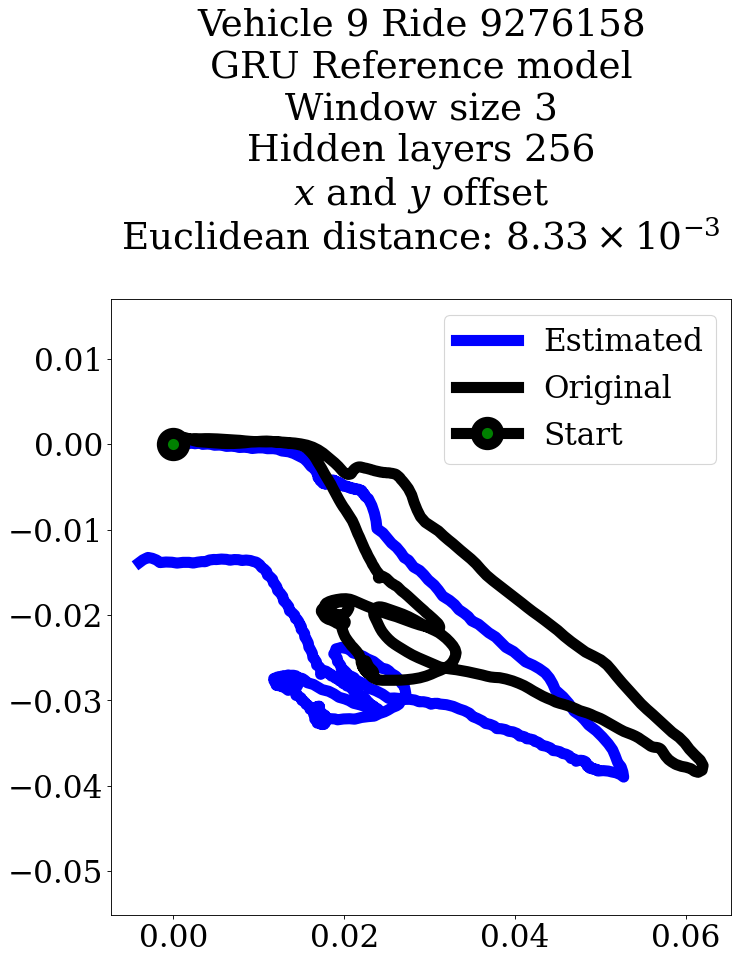 Vehicle 9 Ride 9276158
GRU Reference model
Window size 3
Hidden layers 256
x and y offset
Euclidean distance: 8.33 × 10⁻³
Estimated
Original
Start
0.01
0.00
−0.01
−0.02
−0.03
−0.04
−0.05
0.00 0.02 0.04 0.06